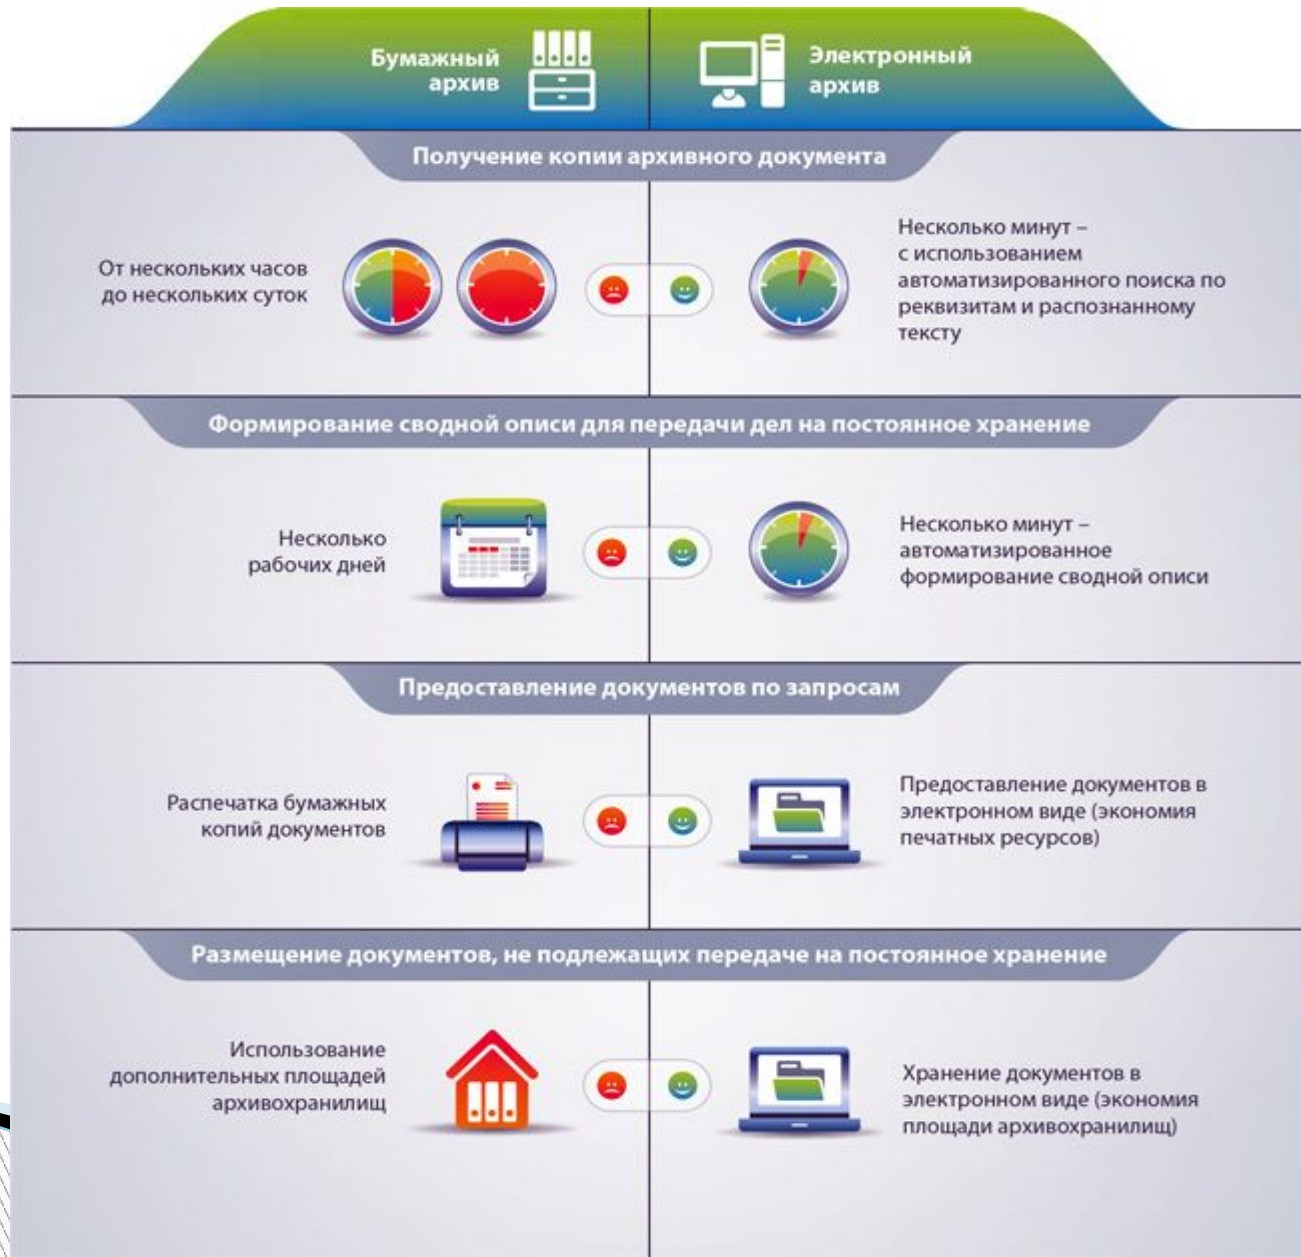 Бумажный
архив
Электронный
архив
Получение копии архивного документа
От нескольких часов
до нескольких суток
Несколько минут –
с использованием
автоматизированного поиска по
реквизитам и распознанному
тексту
Формирование сводной описи для передачи дел на постоянное хранение
Несколько
рабочих дней
Несколько минут –
автоматизированное
формирование сводной описи
Предоставление документов по запросам
Распечатка бумажных
копий документов
Предоставление документов в
электронном виде (экономия
печатных ресурсов)
Размещение документов, не подлежащих передаче на постоянное хранение
Использование
дополнительных площадей
архивохранилищ
Хранение документов в
электронном виде (экономия
площади архивохранилищ)